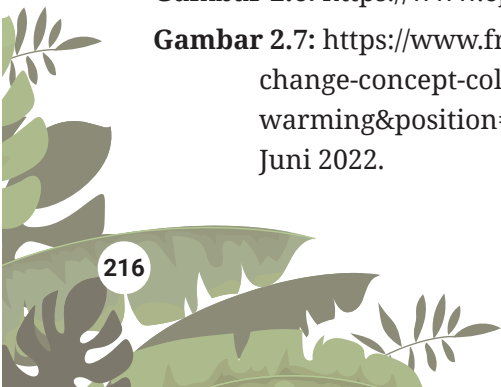 Gambar 2.7: https://www.fr
change-concept-col
warming&position=
Juni 2022.
216